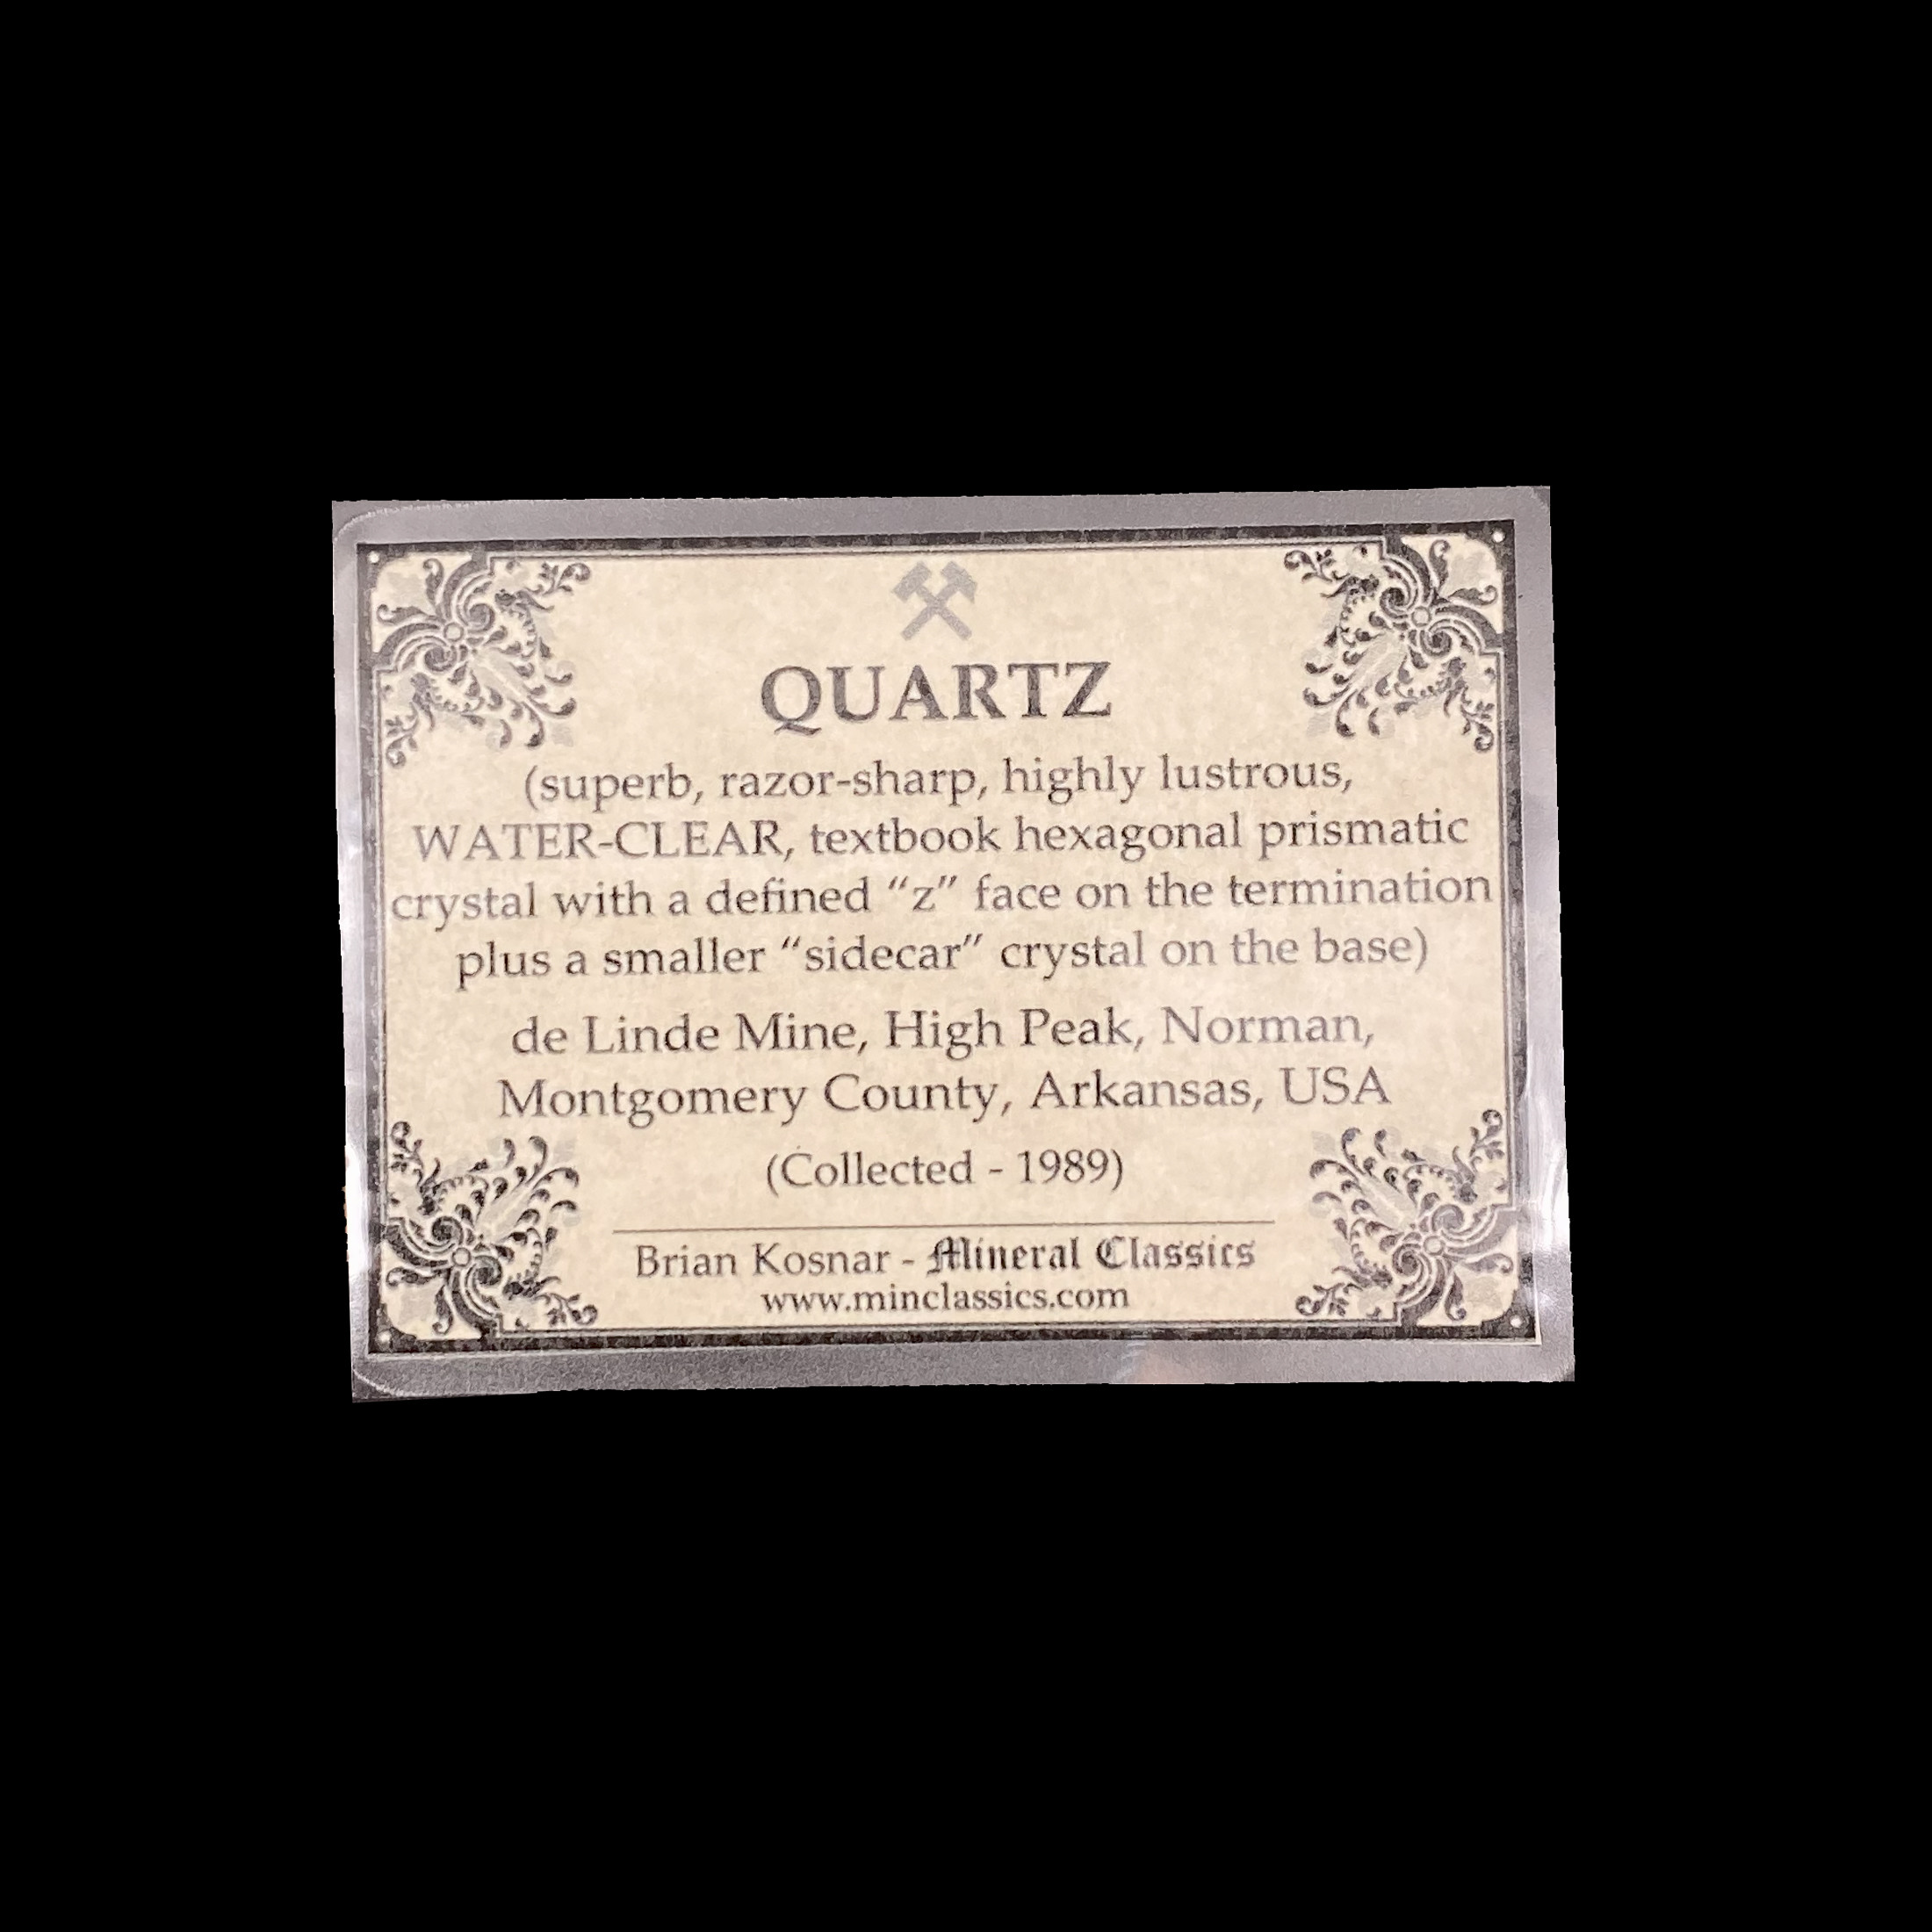 QUARTZ
(superb, razor-sharp, highly lustrous,
WATER-CLEAR, textbook hexagonal prismatic
crystal with a defined “z” face on the termination
plus a smaller “sidecar” crystal on the base)
de Linde Mine, High Peak, Norman,
Montgomery County, Arkansas, USA
(Collected - 1989)
Brian Kosnar - Mineral Classics
www.minclassics.com